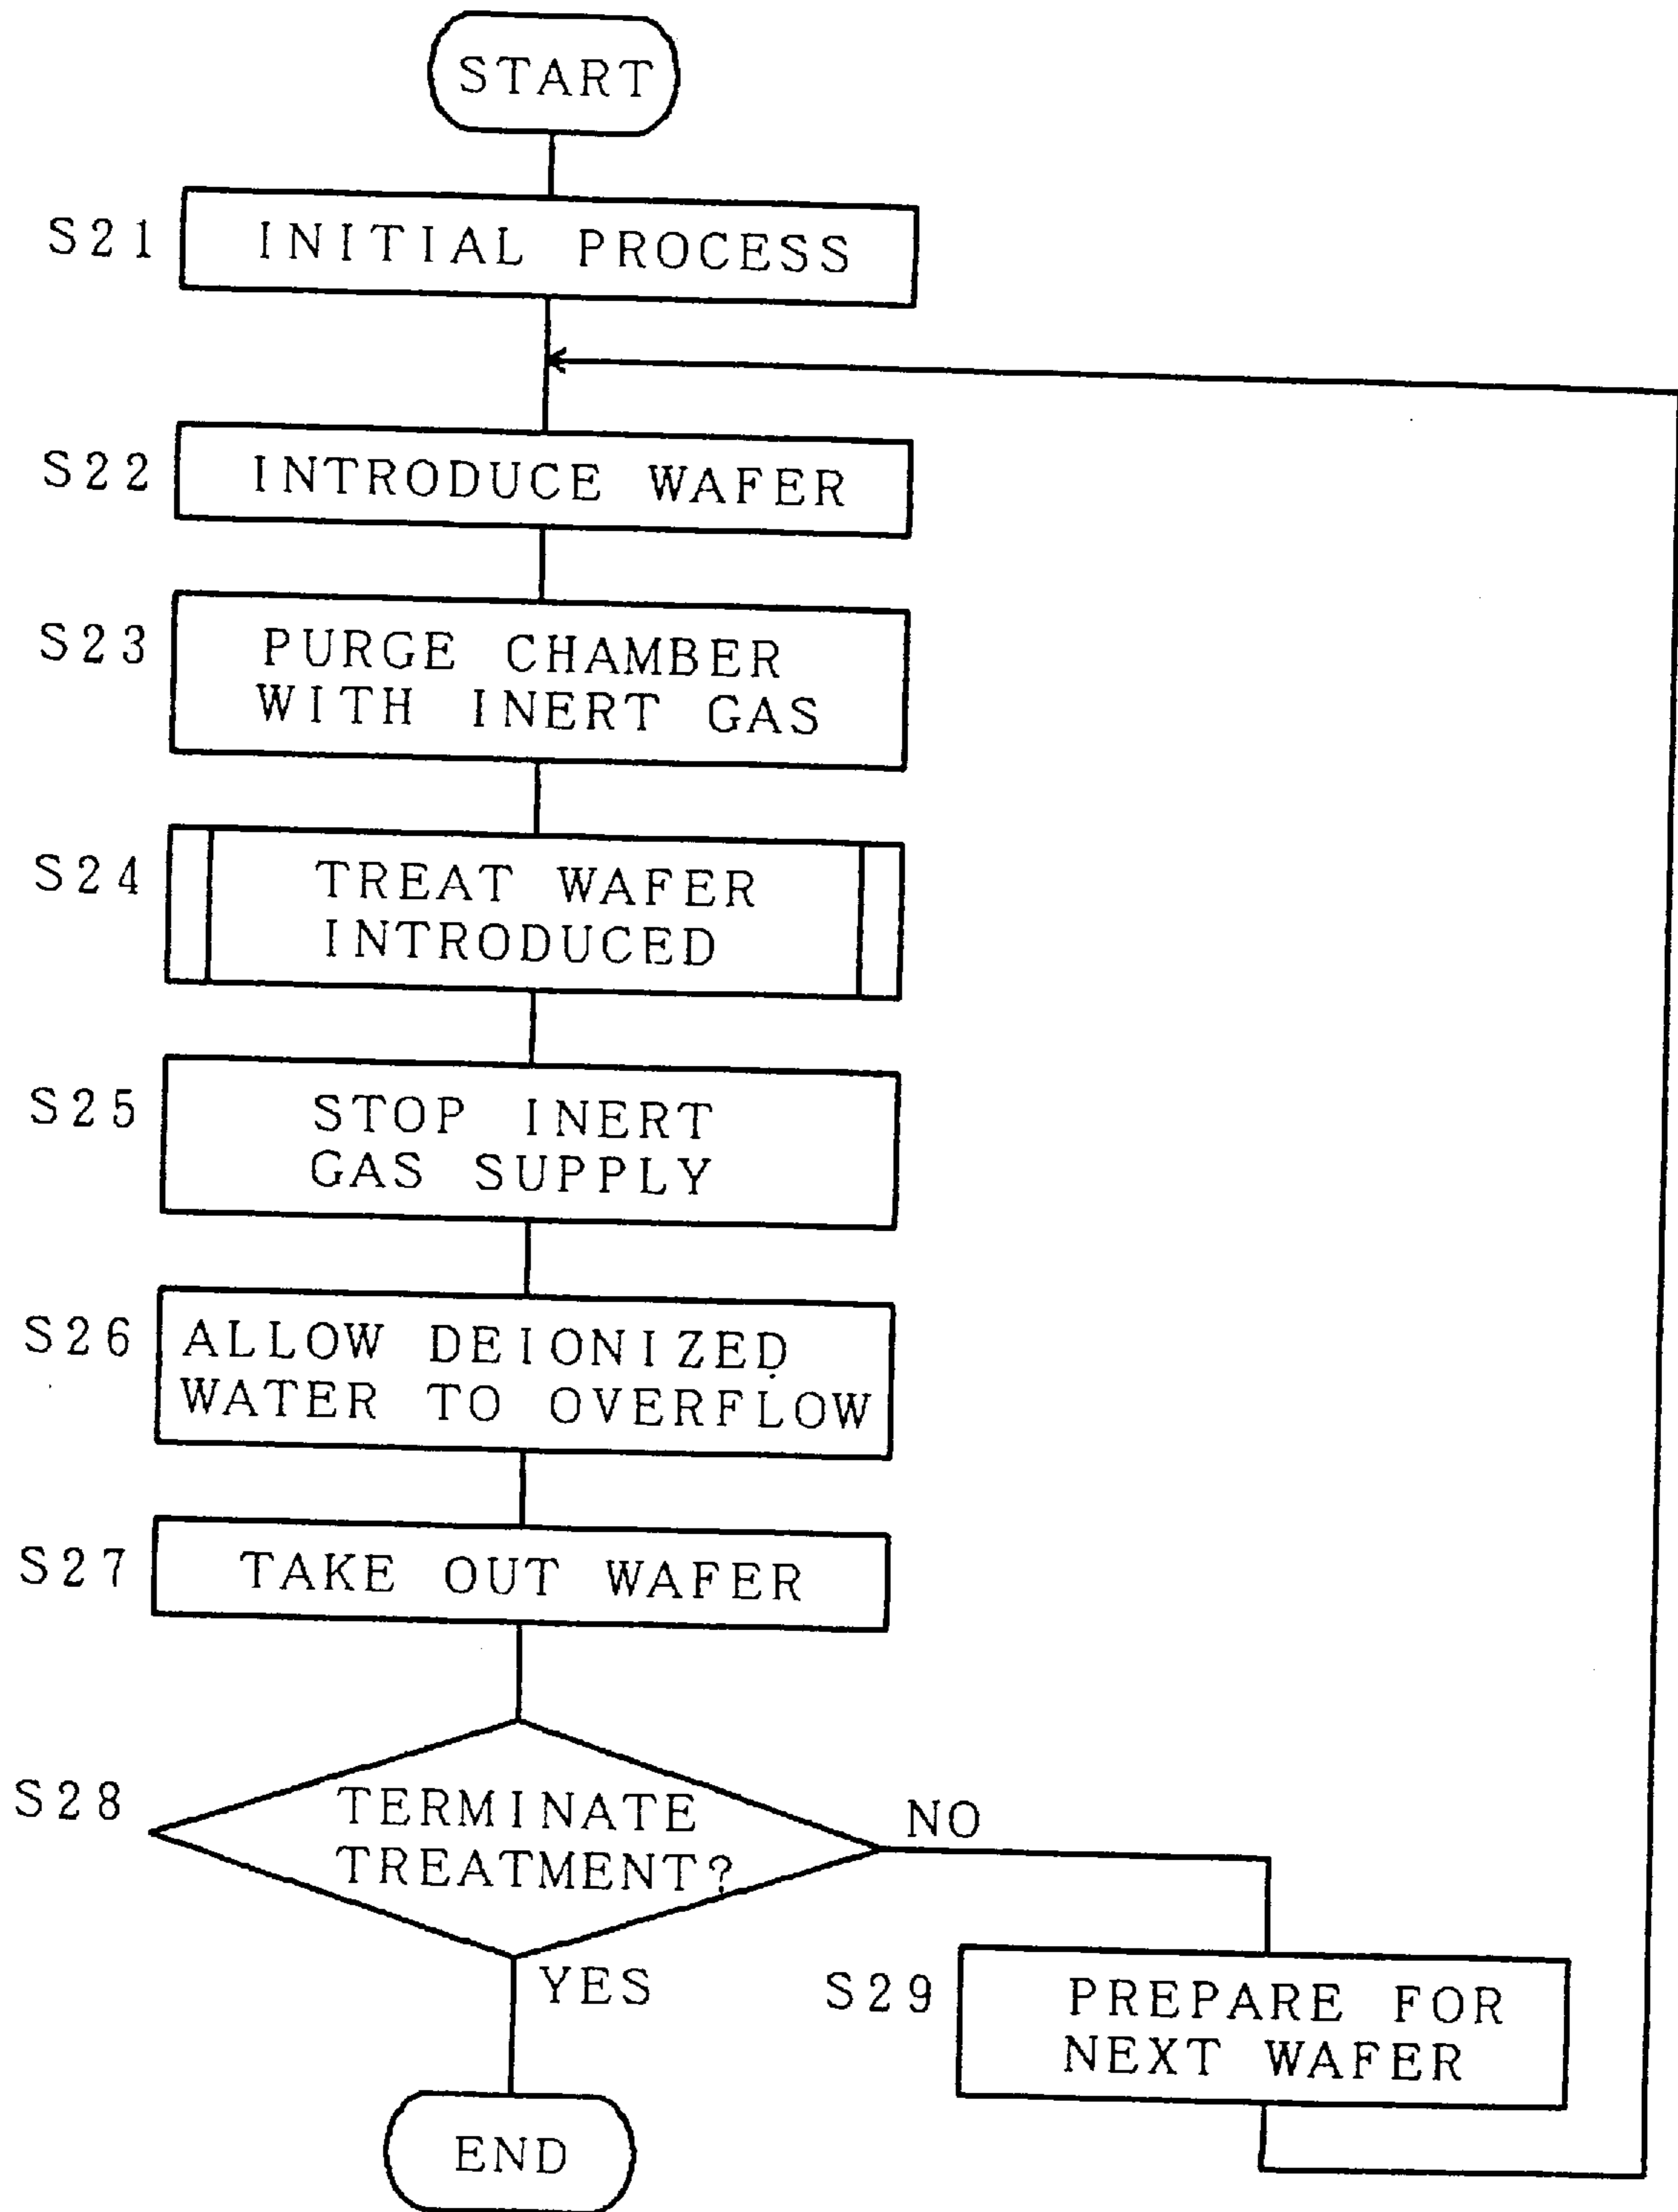 START
S21 INITIAL PROCESS
S22 INTRODUCE WAFER
S23 PURGE CHAMBER
WITH INERT GAS
S24 TREAT WAFER
INTRODUCED
S25 STOP INERT
GAS SUPPLY
S26 ALLOW DEIONIZED
WATER TO OVERFLOW
S27 TAKE OUT WAFER
S28 TERMINATE
TREATMENT?
NO
YES
S29 PREPARE FOR
NEXT WAFER
END